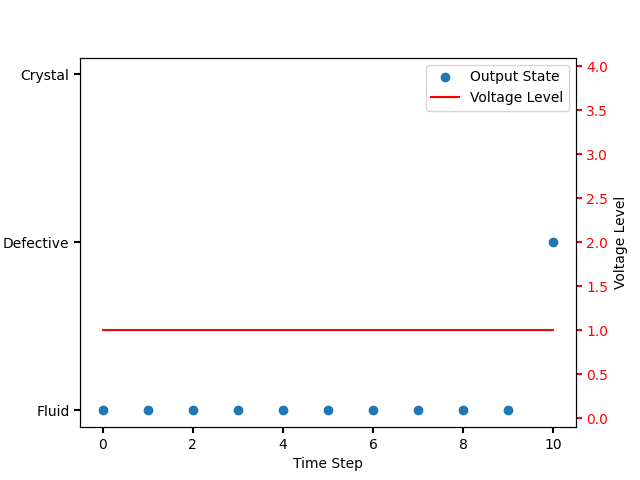 Crystal
Defective
Fluid
Output State
Voltage Level
4.0
3.5
3.0
2.5
2.0
1.5
1.0
0.5
0.0
Voltage Level
0 2 4 6 8 10
Time Step